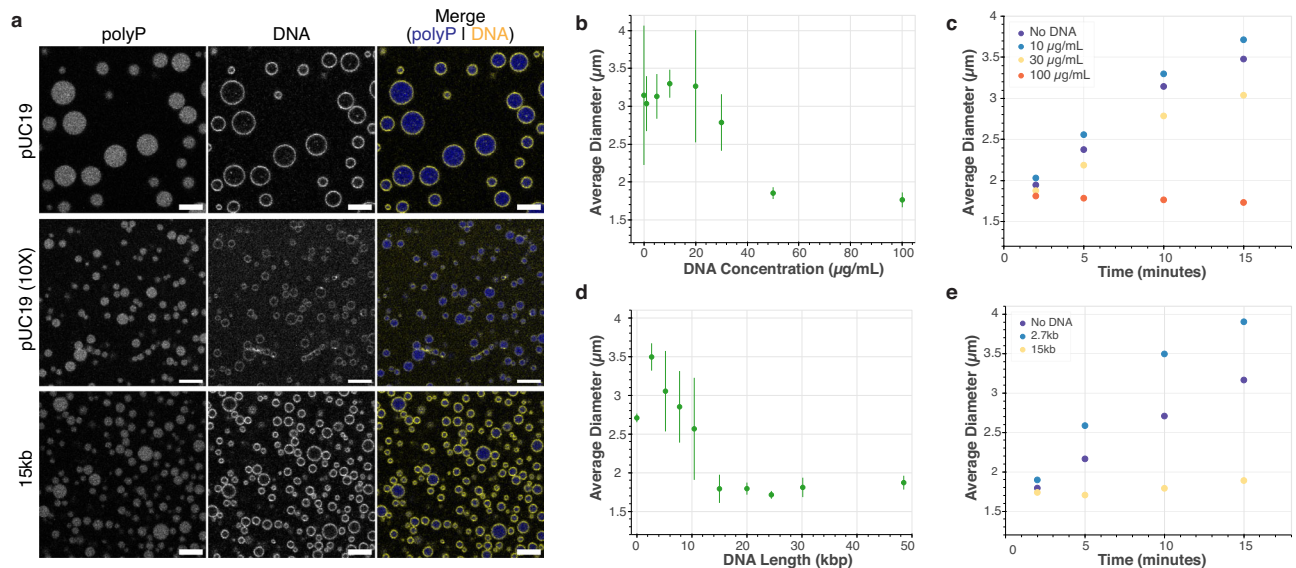 a
polyP
DNA
Merge
(polyP | DNA)
pUC19
pUC19 (10X)
15kb
b
Average Diameter (µm)
4
3.5
3
2.5
2
1.5
0
20
40
60
80
100
DNA Concentration (µg/mL)
c
Average Diameter (µm)
4
3.5
3
2.5
2
1.5
No DNA
10 µg/mL
30 µg/mL
100 µg/mL
0
5
10
15
Time (minutes)
d
Average Diameter (µm)
4
3.5
3
2.5
2
1.5
0
10
20
30
40
50
DNA Length (kbp)
e
Average Diameter (µm)
4
3.5
3
2.5
2
1.5
No DNA
2.7kb
15kb
0
5
10
15
Time (minutes)